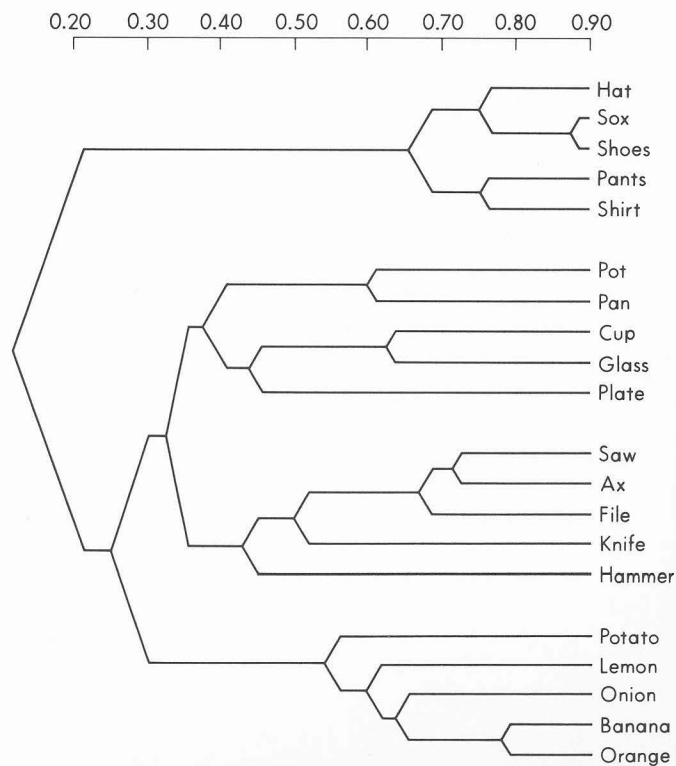 0.20 0.30 0.40 0.50 0.60 0.70 0.80 0.90
Hat
Sox
Shoes
Pants
Shirt
Pot
Pan
Cup
Glass
Plate
Saw
Ax
File
Knife
Hammer
Potato
Lemon
Onion
Banana
Orange